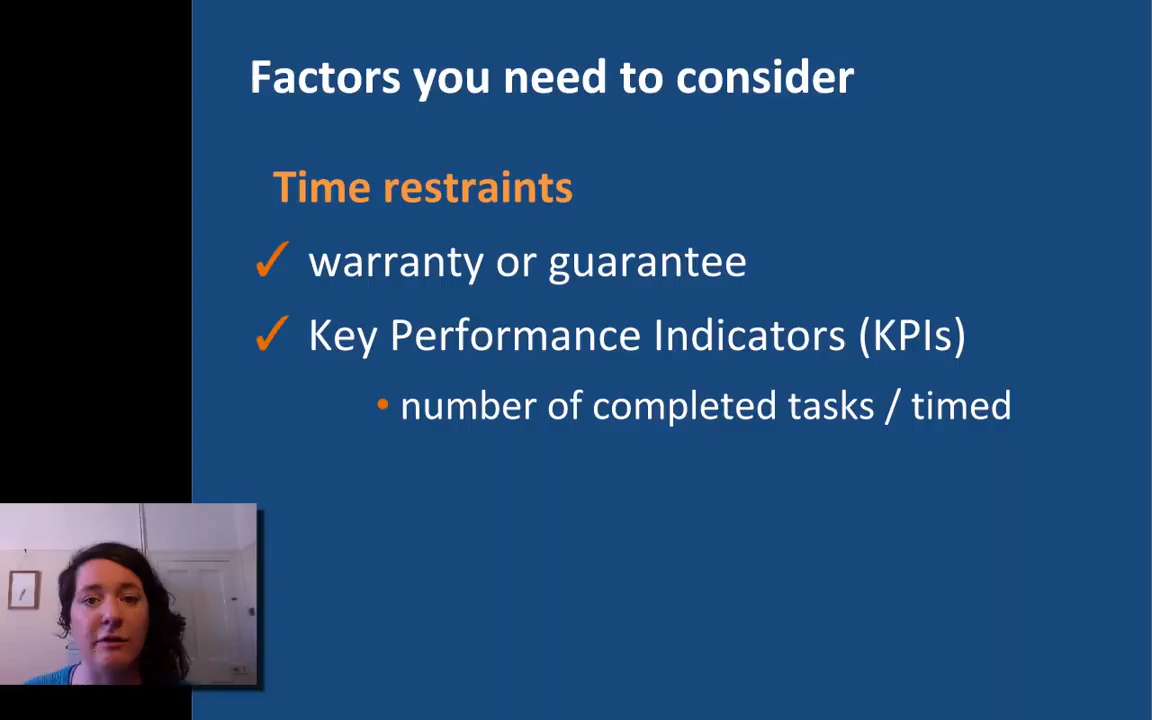 Factors you need to consider
Time restraints
✓ warranty or guarantee
✓ Key Performance Indicators (KPIs)
• number of completed tasks / timed